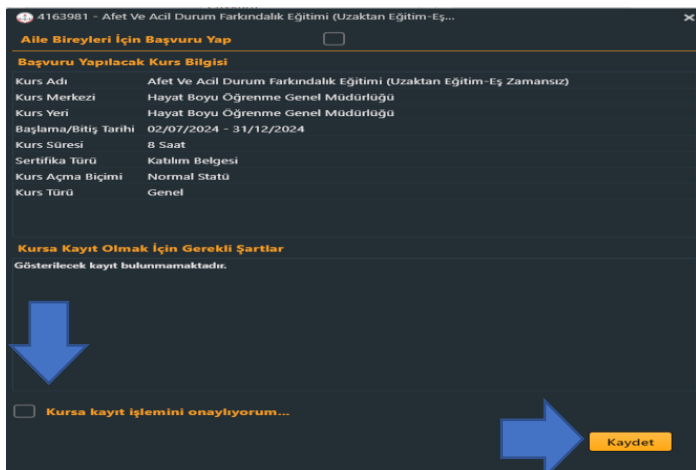 4163981 - Afet Ve Acil Durum Farkındalık Eğitimi (Uzaktan Eğitim-Eş...
Aile Bireyleri İçin Başvuru Yap
Başvuru Yapılacak Kurs Bilgisi
Kurs Adı Afet Ve Acil Durum Farkındalık Eğitimi (Uzaktan Eğitim-Eş Zamansız)
Kurs Merkezi Hayat Boyu Öğrenme Genel Müdürlüğü
Kurs Yeri Hayat Boyu Öğrenme Genel Müdürlüğü
Başlama/Bitiş Tarihi 02/07/2024 - 31/12/2024
Kurs Süresi 8 Saat
Sertifika Türü Katılım Belgesi
Kurs Açma Biçimi Normal Statü
Kurs Türü Genel
Kursa Kayıt Olmak İçin Gerekli Şartlar
Gösterilecek kayıt bulunmamaktadır.
Kursa kayıt işlemini onaylıyorum...
Kaydet